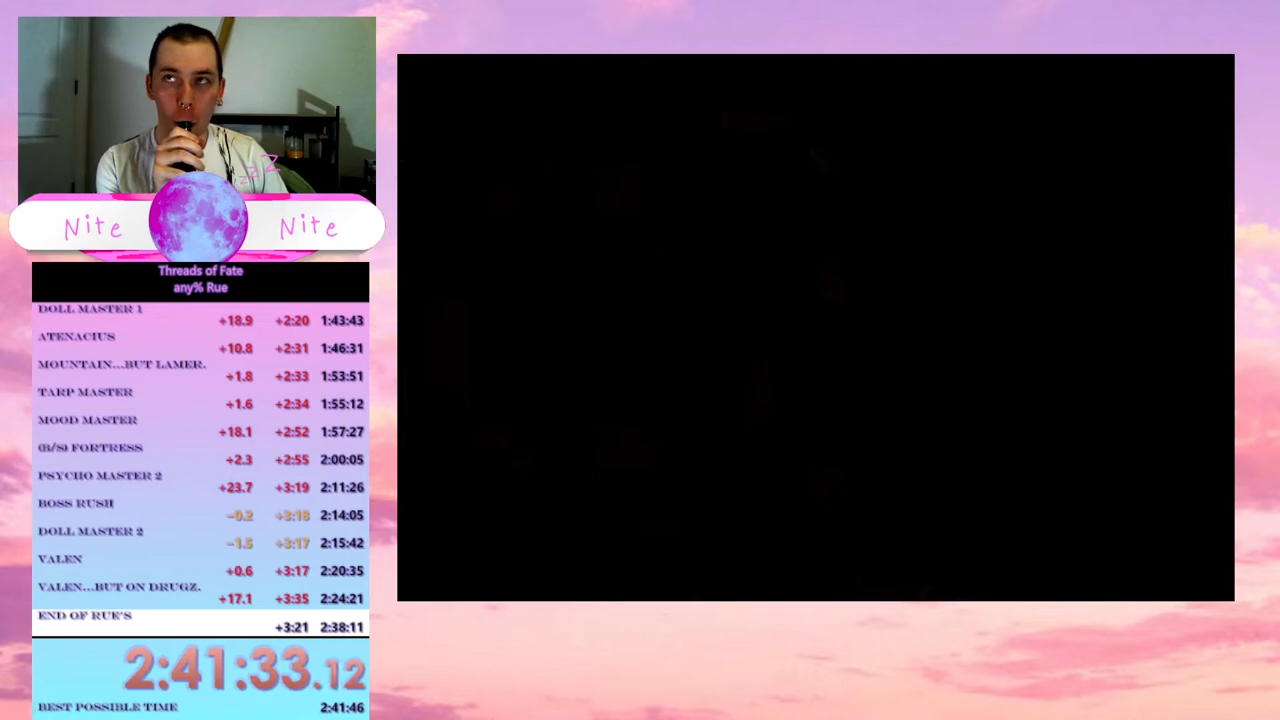 zzZ
Nite Nite
Threads of Fate
any% Rue
DOLL MASTER 1
+18.9 +2:20 1:43:43
ATENACIUS
+10.8 +2:31 1:46:31
MOUNTAIN...BUT LAMER.
+1.8 +2:33 1:53:51
TARP MASTER
+1.6 +2:34 1:55:12
MOOD MASTER
+18.1 +2:52 1:57:27
(B/S) FORTRESS
+2.3 +2:55 2:00:05
PSYCHO MASTER 2
+23.7 +3:19 2:11:26
BOSS RUSH
−0.2 +3:18 2:14:05
DOLL MASTER 2
−1.5 +3:17 2:15:42
VALEN
+0.6 +3:17 2:20:35
VALEN...BUT ON DRUGZ.
+17.1 +3:35 2:24:21
END OF RUE'S
+3:21 2:38:11
2:41:33.12
BEST POSSIBLE TIME 2:41:46